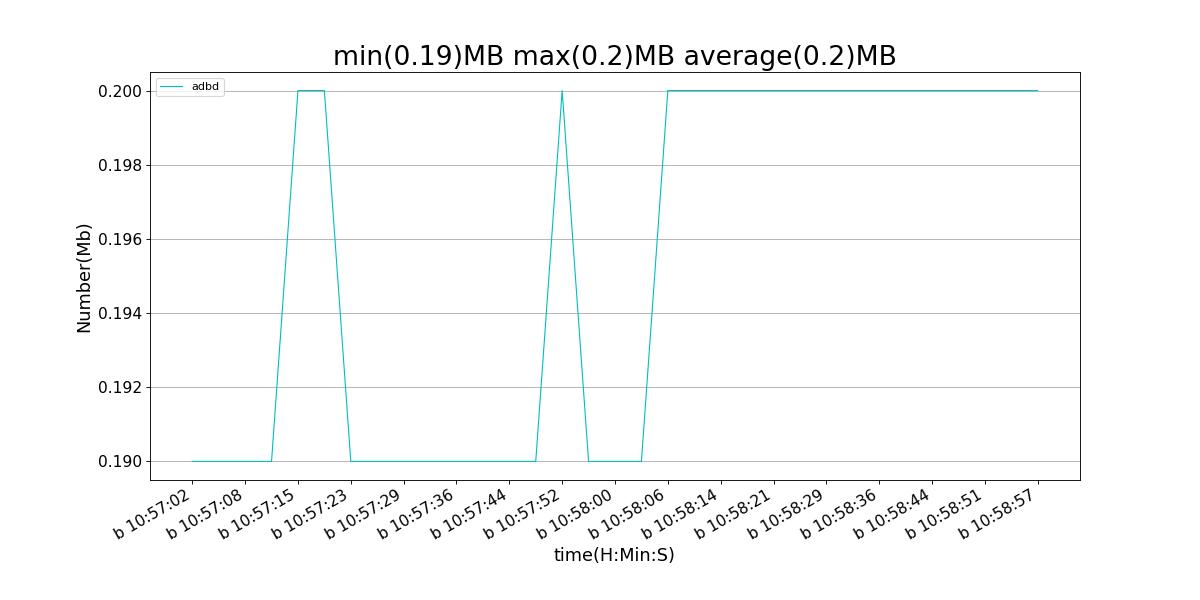 min(0.19)MB max(0.2)MB average(0.2)MB
adbd
0.200
0.198
0.196
0.194
0.192
0.190
Number(Mb)
b 10:57:02
b 10:57:08
b 10:57:15
b 10:57:23
b 10:57:29
b 10:57:36
b 10:57:44
b 10:57:52
b 10:58:00
b 10:58:06
b 10:58:14
b 10:58:21
b 10:58:29
b 10:58:36
b 10:58:44
b 10:58:51
b 10:58:57
time(H:Min:S)